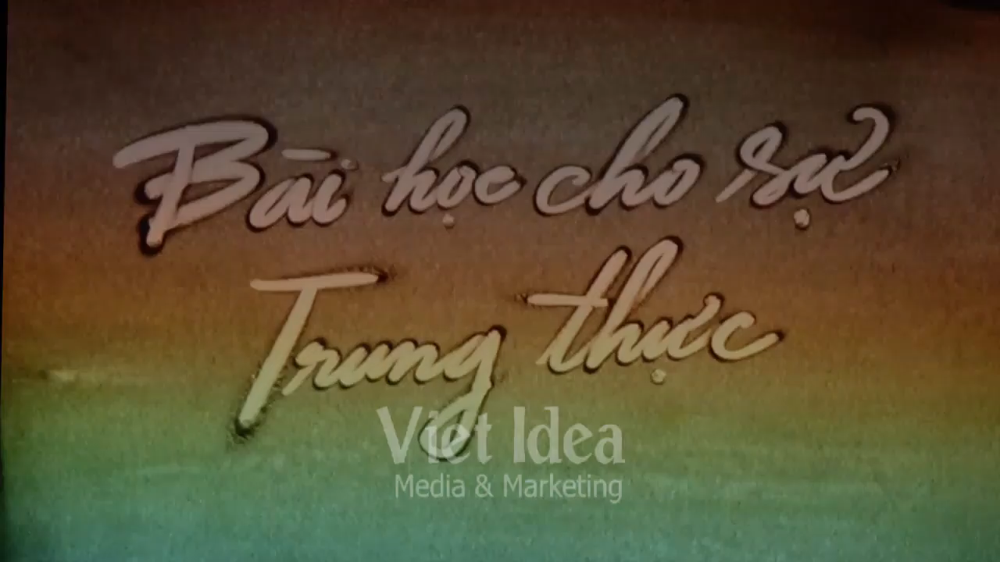 Bài học cho sự
Trung thực
Viet Idea
Media & Marketing